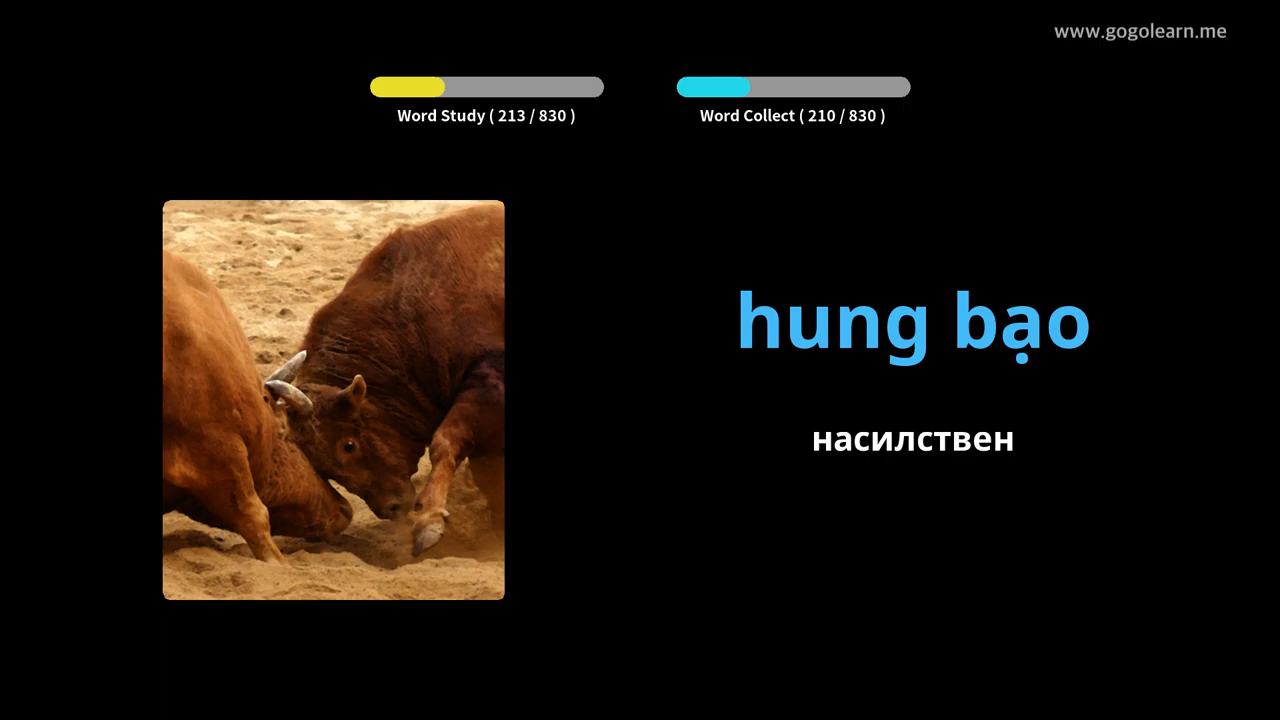 www.gogolearn.me
Word Study ( 213 / 830 )
Word Collect ( 210 / 830 )
hung bạo
насилствен